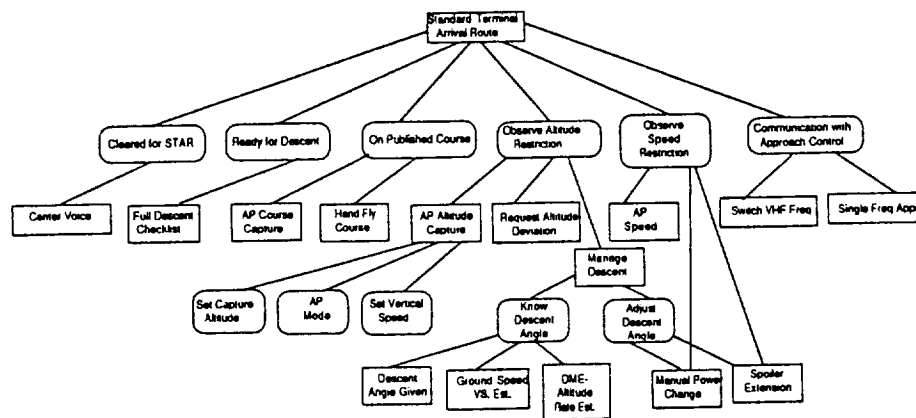 Standard Terminal
Arrival Route
Cleared for STAR
Ready for Descent
On Published Course
Observe Altitude
Restriction
Observe
Speed
Restriction
Communication with
Approach Control
Center Voice
Full Descent
Checklist
AP Course
Capture
Hand Fly
Course
AP Altitude
Capture
Request Altitude
Deviation
AP
Speed
Switch VHF Freq
Single Freq App
Manage
Descent
Set Capture
Altitude
AP
Mode
Set Vertical
Speed
Know
Descent
Angle
Adjust
Descent
Angle
Descent
Angle Given
Ground Speed
VS. Est.
DME-
Altitude
Rate Est.
Manual Power
Change
Spoiler
Extension